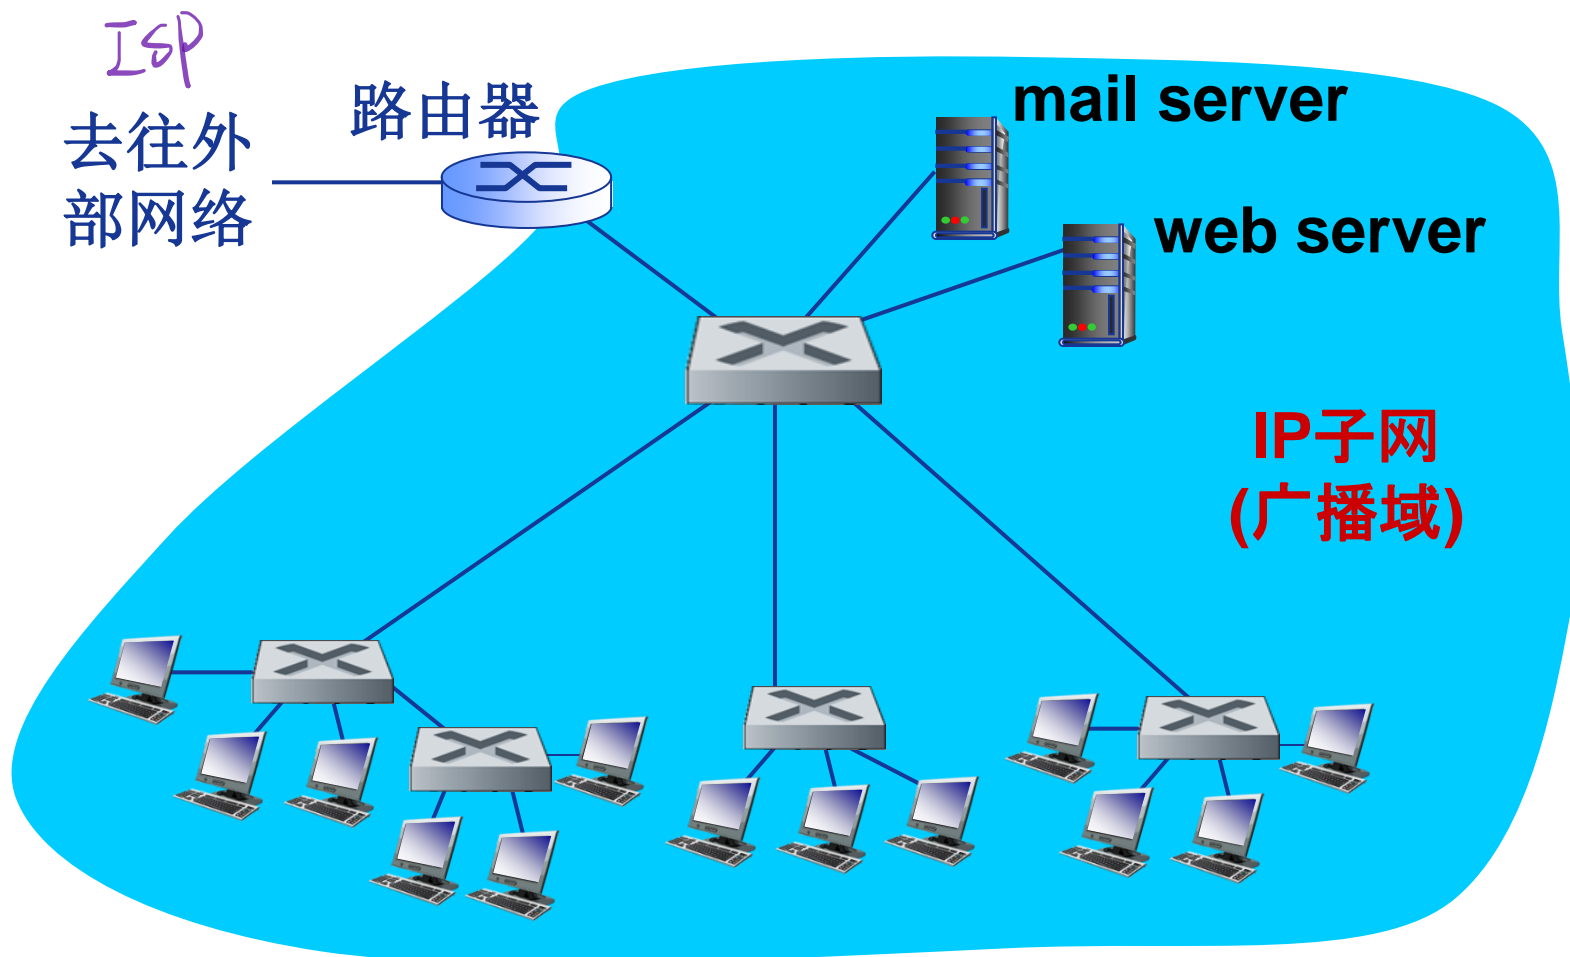 ISP
去往外
部网络
路由器
mail server
web server
IP子网
(广播域)